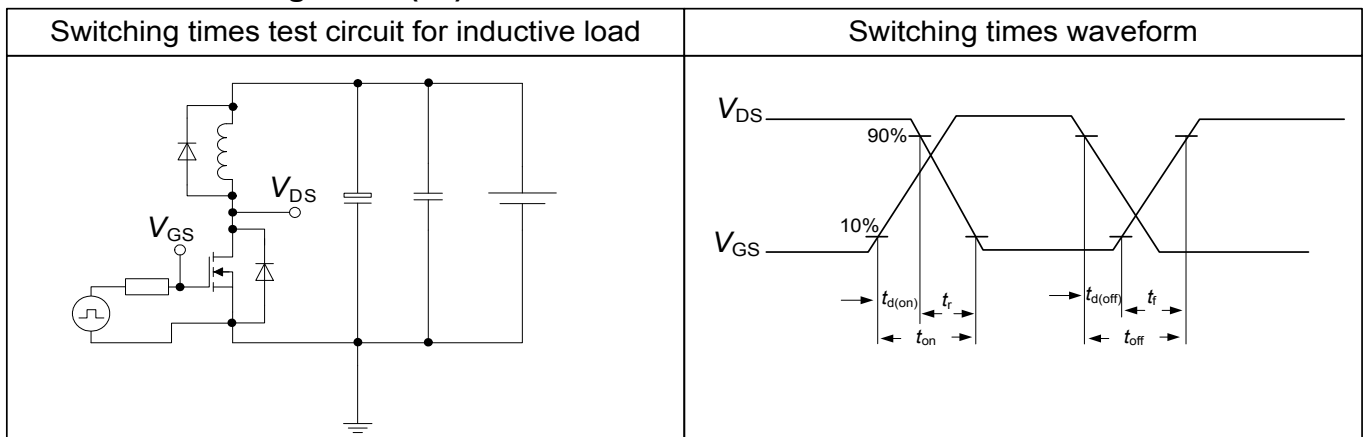 Switching times test circuit for inductive load
Switching times waveform
VDS
VGS
VDS
90%
10%
VGS
td(on)
tr
td(off)
tf
ton
toff